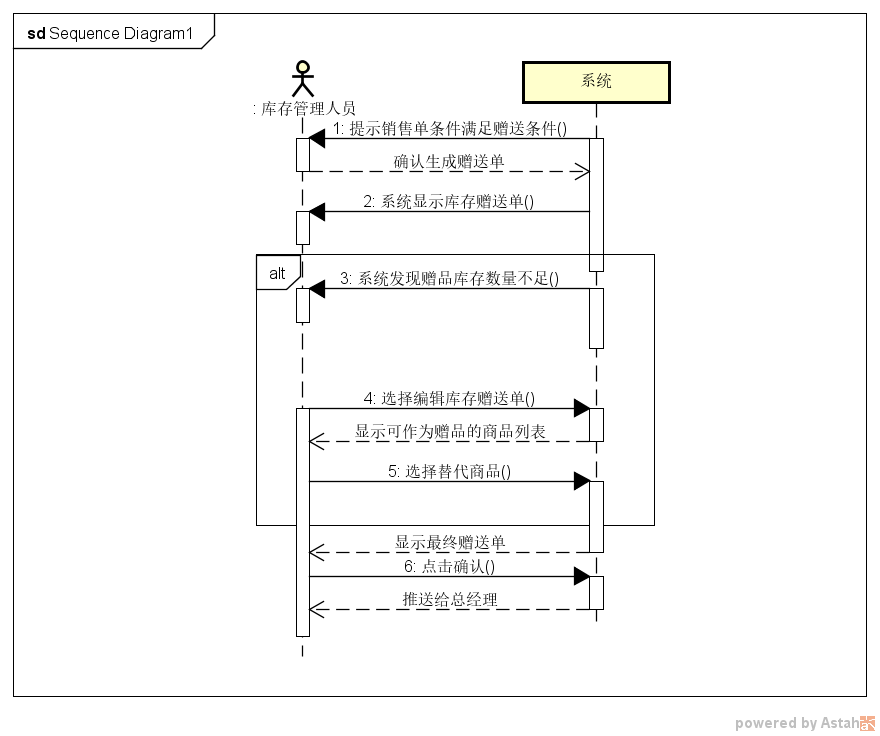 sd Sequence Diagram1
系统
: 库存管理人员
1: 提示销售单条件满足赠送条件()
确认生成赠送单
2: 系统显示库存赠送单()
alt
3: 系统发现赠品库存数量不足()
4: 选择编辑库存赠送单()
显示可作为赠品的商品列表
5: 选择替代商品()
显示最终赠送单
6: 点击确认()
推送给总经理
powered by Astah